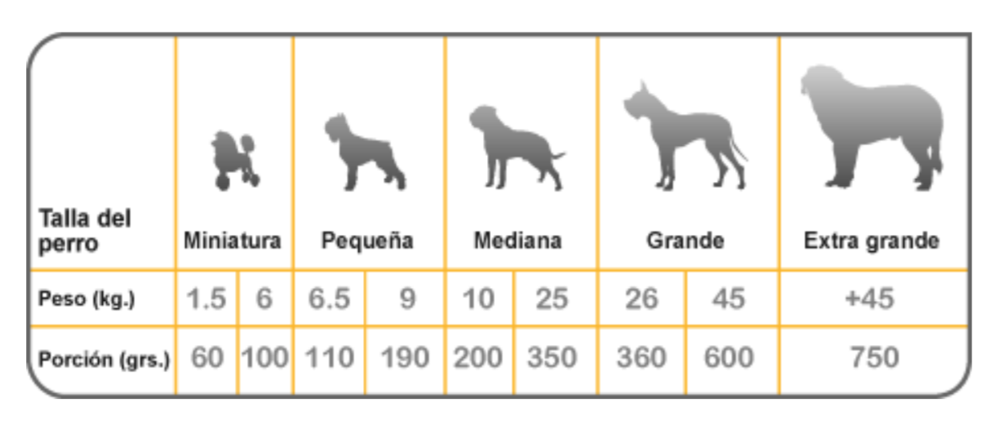 Talla del
perro
Miniatura Pequeña Mediana Grande Extra grande
Peso (kg.) 1.5 6 6.5 9 10 25 26 45 +45
Porción (grs.) 60 100 110 190 200 350 360 600 750